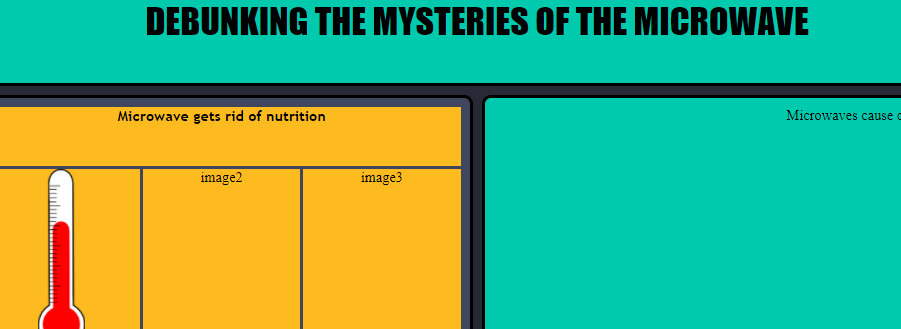 DEBUNKING THE MYSTERIES OF THE MICROWAVE
Microwave gets rid of nutrition
Microwaves cause
image2
image3